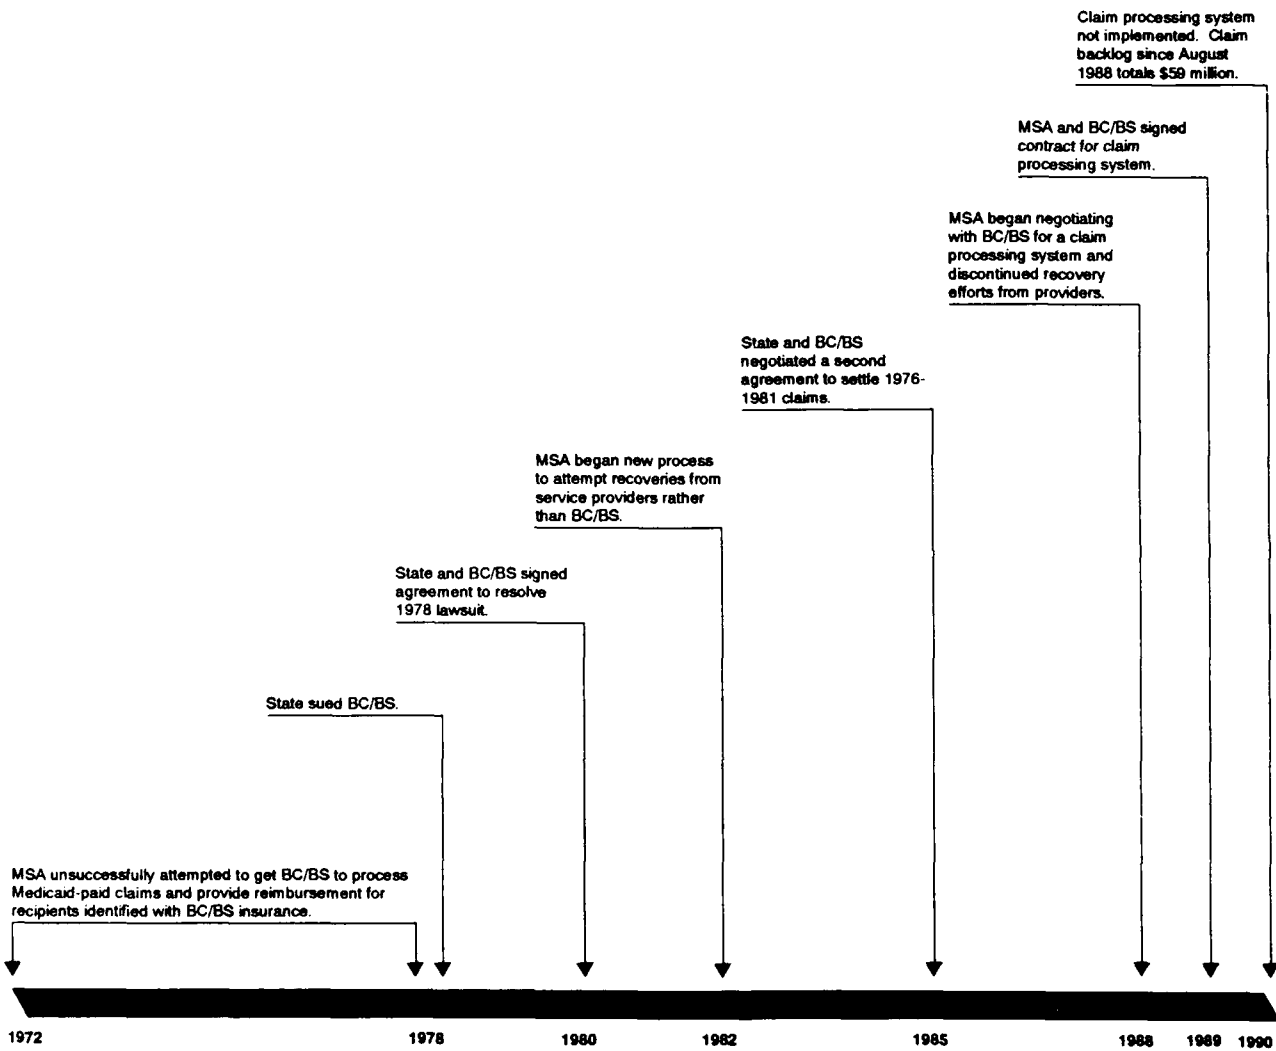 Claim processing system
not implemented. Claim
backlog since August
1988 totals $59 million.
MSA and BC/BS signed
contract for claim
processing system.
MSA began negotiating
with BC/BS for a claim
processing system and
discontinued recovery
efforts from providers.
State and BC/BS
negotiated a second
agreement to settle 1976-
1981 claims.
MSA began new process
to attempt recoveries from
service providers rather
than BC/BS.
State and BC/BS signed
agreement to resolve
1978 lawsuit.
State sued BC/BS.
MSA unsuccessfully attempted to get BC/BS to process
Medicaid-paid claims and provide reimbursement for
recipients identified with BC/BS insurance.
1972 1978 1980 1982 1985 1988 1989 1990